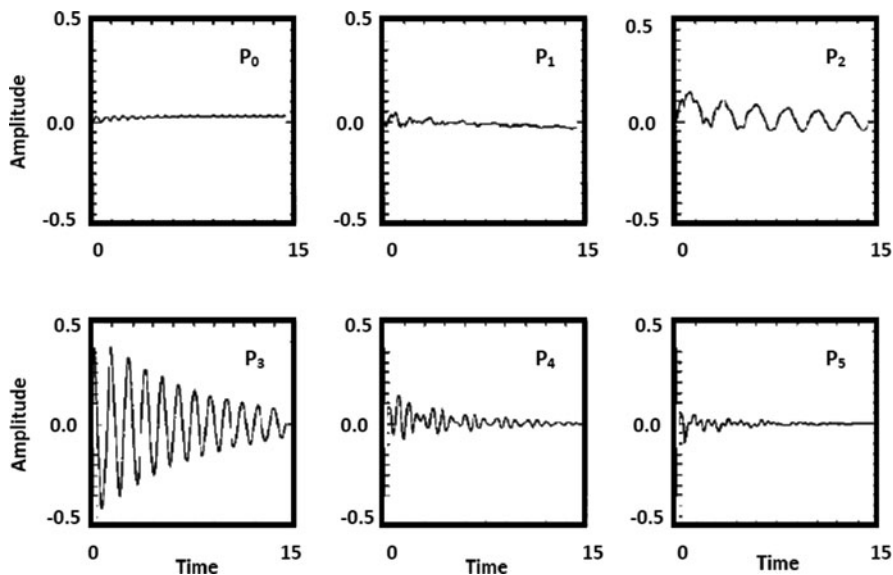 0.5 0.5 0.5
P₀ P₁ P₂
Amplitude 0.0 0.0 0.0
-0.5 -0.5 -0.5
0 15 0 15 0 15
0.5 0.5 0.5
P₃ P₄ P₅
Amplitude 0.0 0.0 0.0
-0.5 -0.5 -0.5
0 15 0 15 0 15
Time Time Time